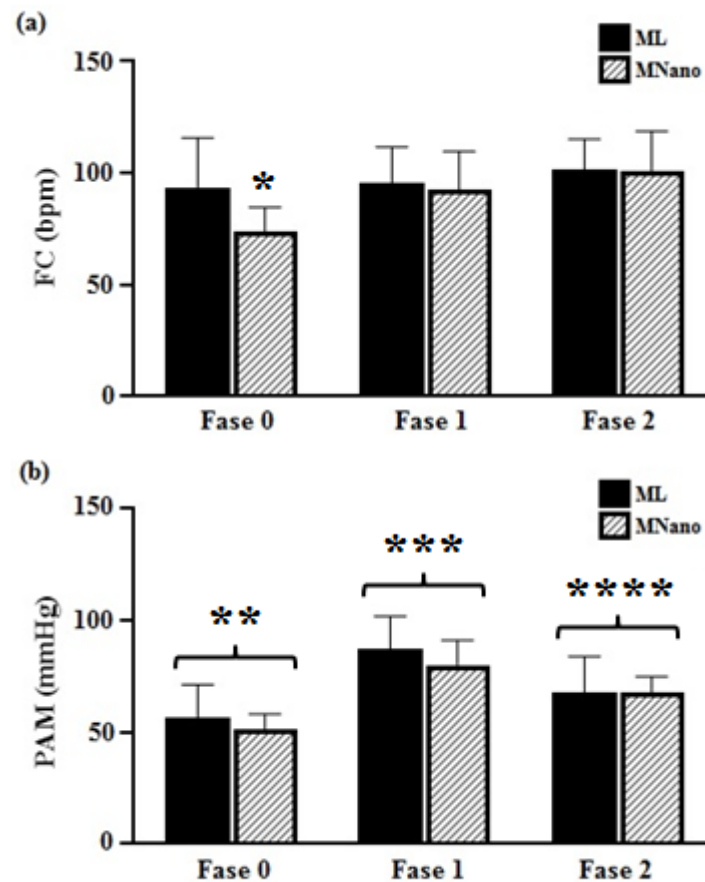 (a)
ML
MNano
150
100
50
0
FC (bpm)
*
Fase 0
Fase 1
Fase 2
(b)
ML
MNano
150
100
50
0
PAM (mmHg)
**
***
****
Fase 0
Fase 1
Fase 2